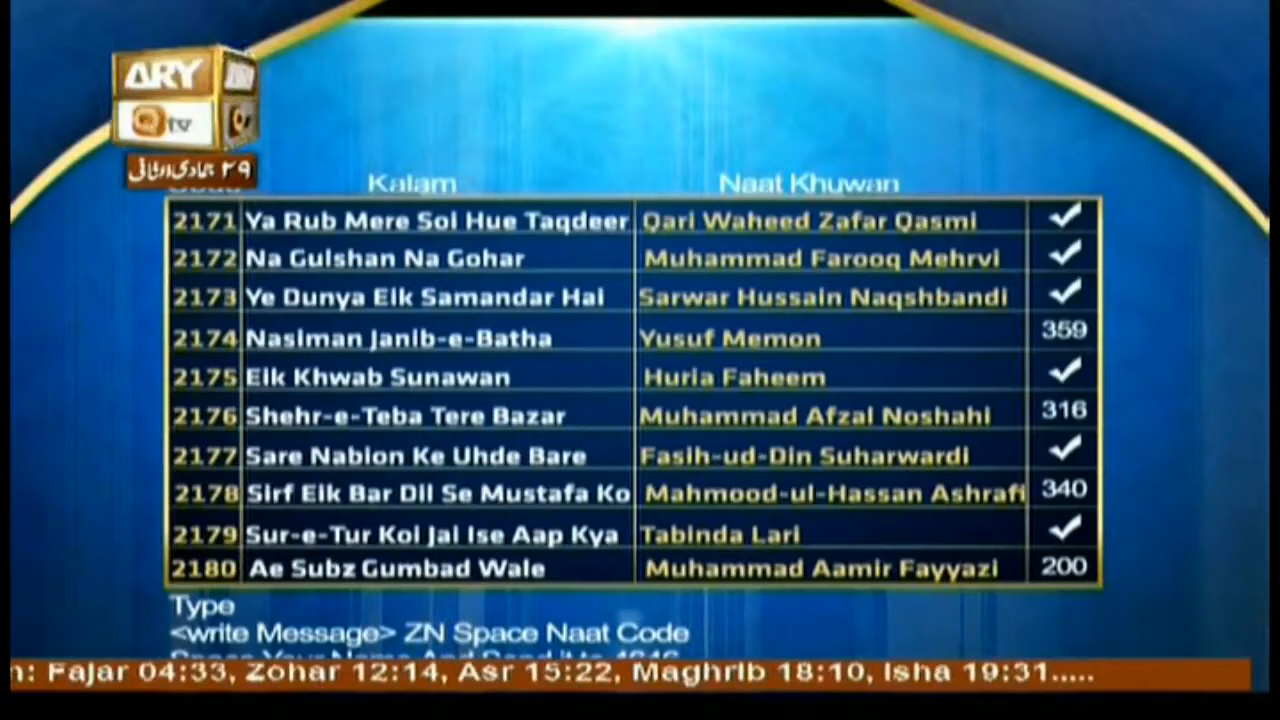 ARY
Q tv
۲۹ جمادی الثانی
Kalam Naat Khuwan
2171 Ya Rub Mere Soi Hue Taqdeer Qari Waheed Zafar Qasmi ✓
2172 Na Gulshan Na Gohar Muhammad Farooq Mehrvi ✓
2173 Ye Dunya Eik Samandar Hai Sarwar Hussain Naqshbandi ✓
2174 Nasiman Janib-e-Batha Yusuf Memon 359
2175 Eik Khwab Sunawan Huria Faheem ✓
2176 Shehr-e-Teba Tere Bazar Muhammad Afzal Noshahi 316
2177 Sare Nabion Ke Uhde Bare Fasih-ud-Din Suharwardi ✓
2178 Sirf Eik Bar Dil Se Mustafa Ko Mahmood-ul-Hassan Ashrafi 340
2179 Sur-e-Tur Koi Jai Ise Aap Kya Tabinda Lari ✓
2180 Ae Subz Gumbad Wale Muhammad Aamir Fayyazi 200
Type
<write Message> ZN Space Naat Code
n: Fajar 04:33, Zohar 12:14, Asr 15:22, Maghrib 18:10, Isha 19:31.....